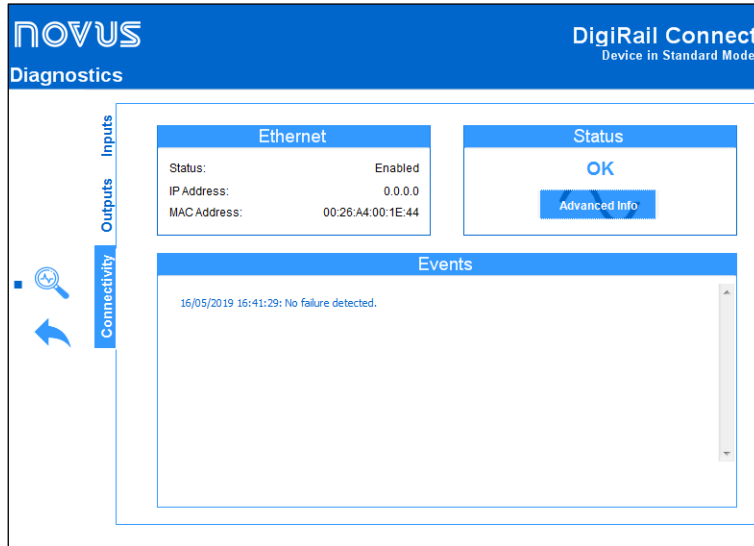 NOVUS
DigiRail Connect
Device in Standard Mode
Diagnostics
Inputs
Outputs
Connectivity
Ethernet
Status: Enabled
IP Address: 0.0.0.0
MAC Address: 00:26:A4:00:1E:44
Status
OK
Advanced Info
Events
16/05/2019 16:41:29: No failure detected.